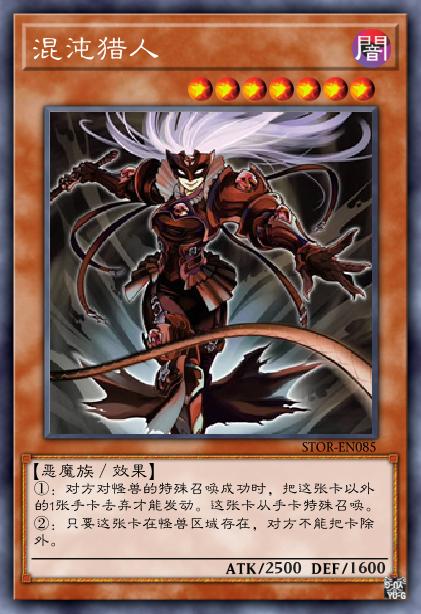 混沌猎人
闇
STOR-EN085
【恶魔族／效果】
①：对方对怪兽的特殊召唤成功时，把这张卡以外
的1张手卡丢弃才能发动。这张卡从手卡特殊召唤。
②：只要这张卡在怪兽区域存在，对方不能把卡除
外。
ATK/2500 DEF/1600